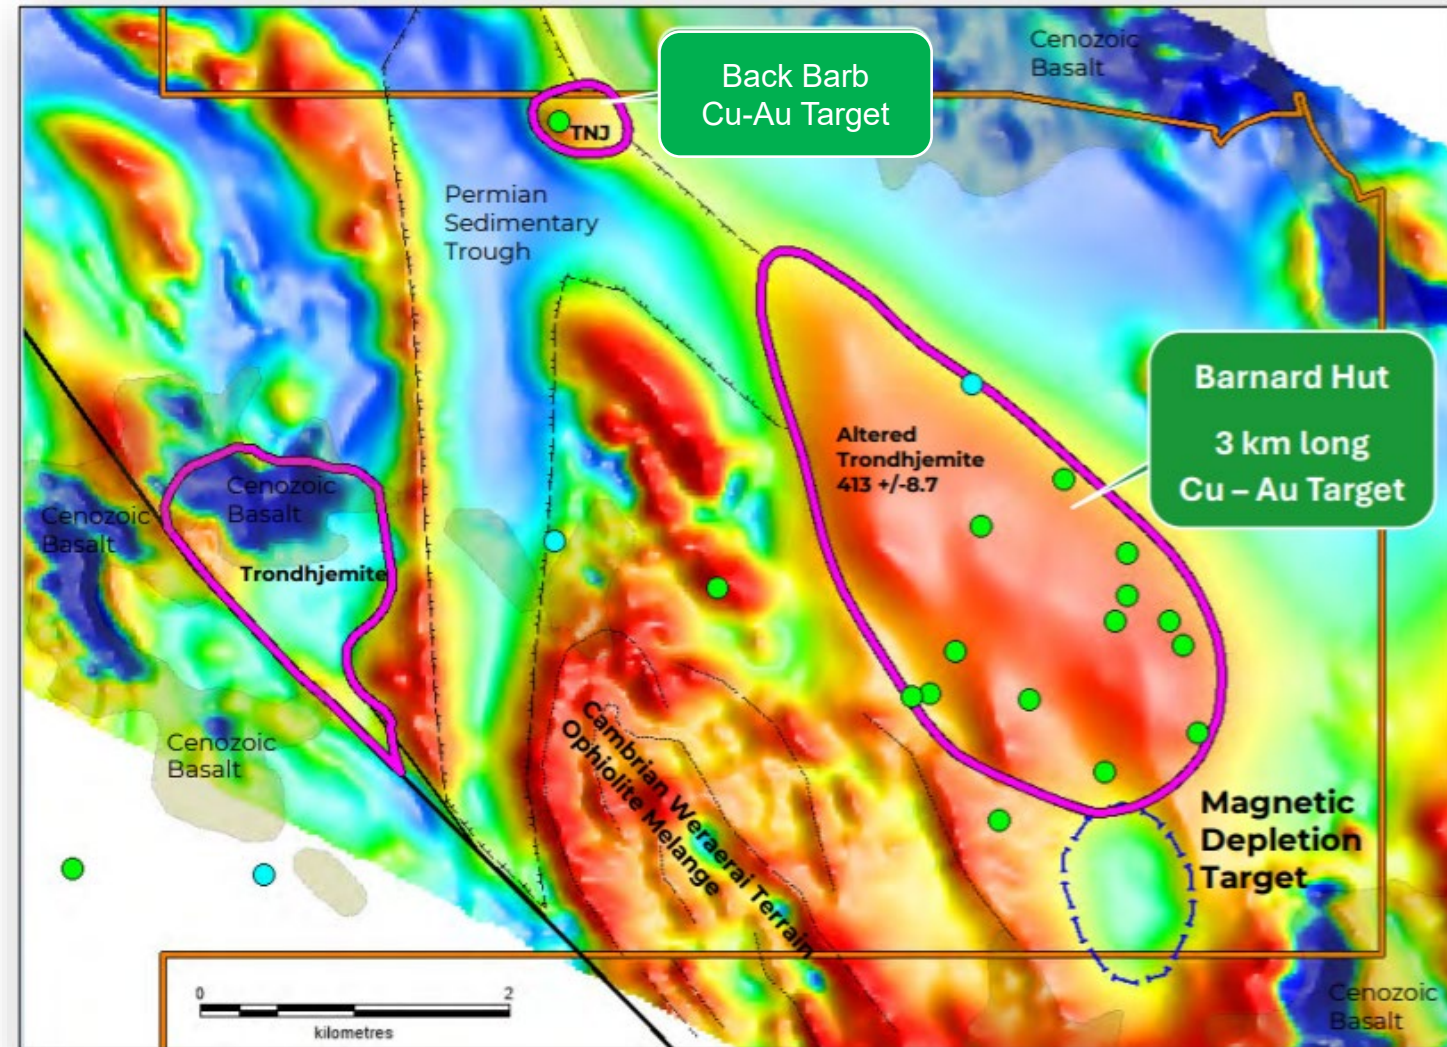 Cenozoic
Basalt
Back Barb
Cu-Au Target
TNJ
Permian
Sedimentary
Trough
Barnard Hut
3 km long
Cu – Au Target
Altered
Trondhjemite
413 +/-8.7
Cenozoic
Basalt
Cenozoic
Basalt
Trondhjemite
Cenozoic
Basalt
Cambrian Weraerai Terrain
Ophiolite Melange
Magnetic
Depletion
Target
Cenozoic
Basalt
0 2
kilometres